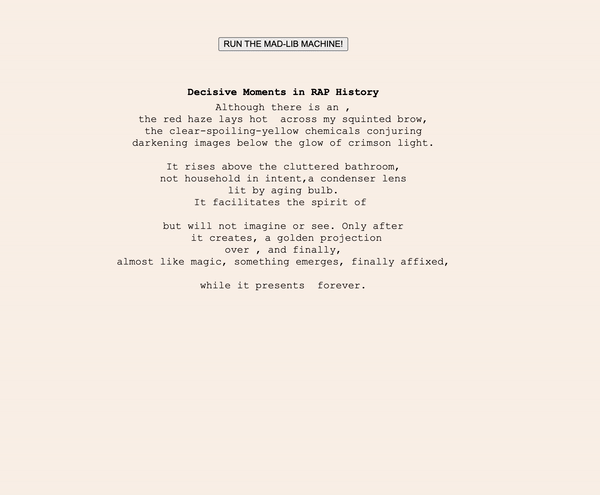 RUN THE MAD-LIB MACHINE!
Decisive Moments in RAP History
Although there is an ,
the red haze lays hot  across my squinted brow,
the clear-spoiling-yellow chemicals conjuring
darkening images below the glow of crimson light.
It rises above the cluttered bathroom,
not household in intent,a condenser lens
lit by aging bulb.
It facilitates the spirit of
but will not imagine or see. Only after
it creates, a golden projection
over , and finally,
almost like magic, something emerges, finally affixed,
while it presents  forever.